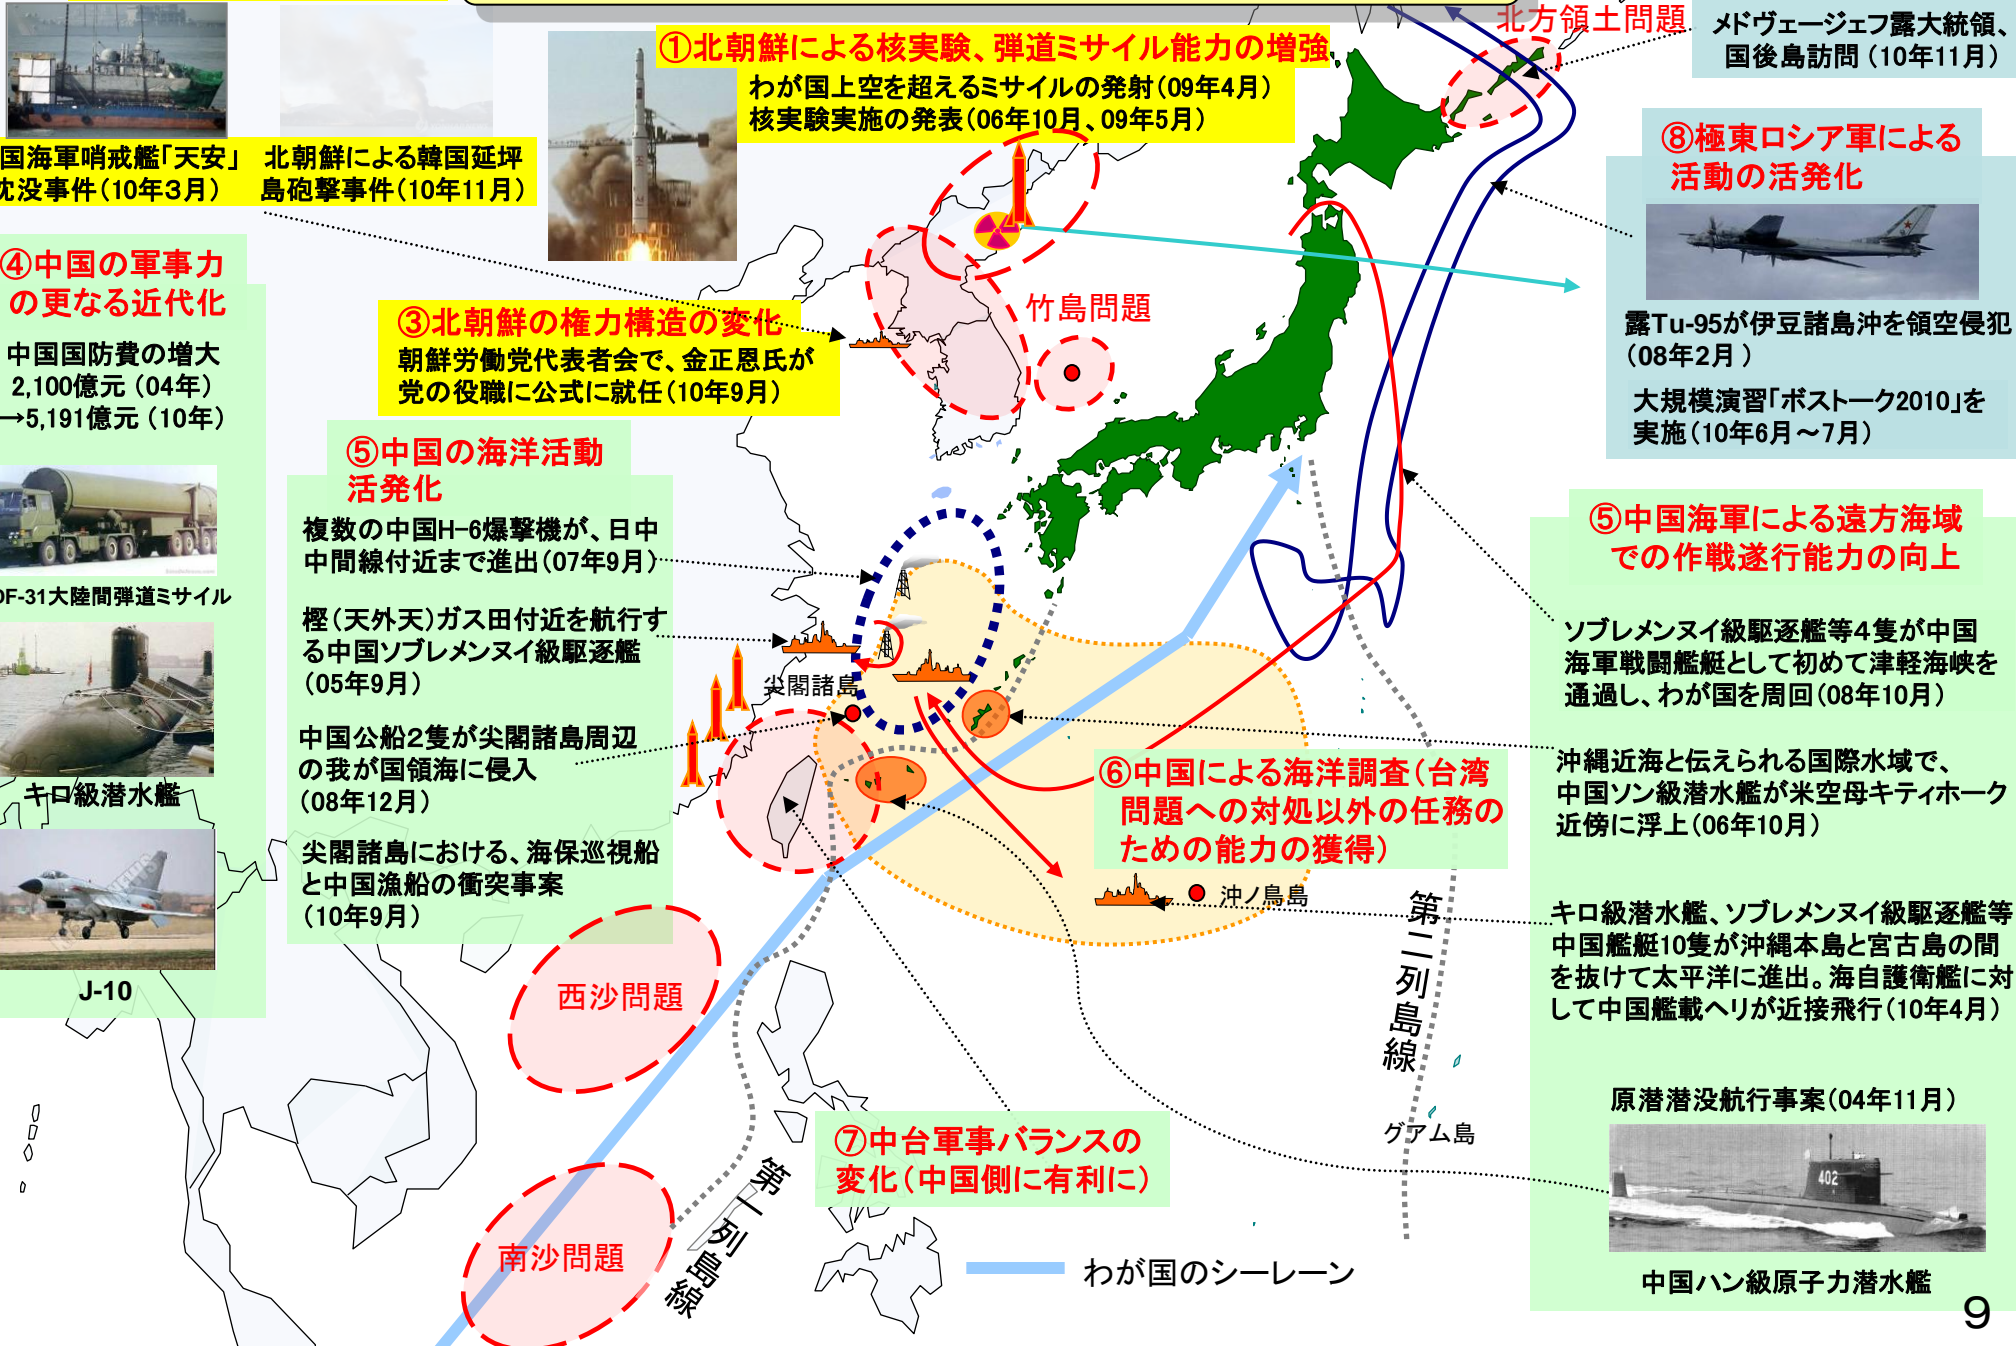 北方領土問題
メドヴェージェフ露大統領、
国後島訪問（10年11月）
①北朝鮮による核実験、弾道ミサイル能力の増強
わが国上空を超えるミサイルの発射（09年4月）
核実験実施の発表（06年10月、09年5月）
国海軍哨戒艦「天安」
沈没事件（10年3月）
北朝鮮による韓国延坪
島砲撃事件（10年11月）
⑧極東ロシア軍による
活動の活発化
露Tu-95が伊豆諸島沖を領空侵犯
（08年2月）
大規模演習「ボストーク2010」を
実施（10年6月～7月）
④中国の軍事力
の更なる近代化
中国国防費の増大
2,100億元（04年）
→5,191億元（10年）
DF-31大陸間弾道ミサイル
キロ級潜水艦
J-10
③北朝鮮の権力構造の変化
朝鮮労働党代表者会で、金正恩氏が
党の役職に公式に就任（10年9月）
竹島問題
⑤中国の海洋活動
活発化
複数の中国H-6爆撃機が、日中
中間線付近まで進出（07年9月）
樫（天外天）ガス田付近を航行す
る中国ソブレメンヌイ級駆逐艦
（05年9月）
中国公船2隻が尖閣諸島周辺
の我が国領海に侵入
（08年12月）
尖閣諸島における、海保巡視船
と中国漁船の衝突事案
（10年9月）
尖閣諸島
⑤中国海軍による遠方海域
での作戦遂行能力の向上
ソブレメンヌイ級駆逐艦等4隻が中国
海軍戦闘艦艇として初めて津軽海峡を
通過し、わが国を周回（08年10月）
沖縄近海と伝えられる国際水域で、
中国ソン級潜水艦が米空母キティホーク
近傍に浮上（06年10月）
キロ級潜水艦、ソブレメンヌイ級駆逐艦等
中国艦艇10隻が沖縄本島と宮古島の間
を抜けて太平洋に進出。海自護衛艦に対
して中国艦載ヘリが近接飛行（10年4月）
原潜潜没航行事案（04年11月）
402
中国ハン級原子力潜水艦
⑥中国による海洋調査（台湾
問題への対処以外の任務の
ための能力の獲得）
沖ノ鳥島
第二列島線
グアム島
西沙問題
南沙問題
第一列島線
⑦中台軍事バランスの
変化（中国側に有利に）
わが国のシーレーン
9